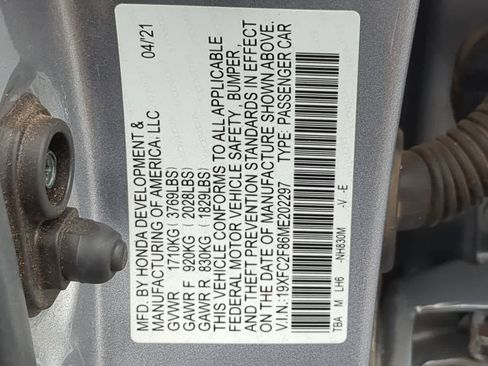 MFD. BY HONDA DEVELOPMENT & 04/'21
MANUFACTURING OF AMERICA, LLC
GVWR 1710KG ( 3769LBS)
GAWR F 920KG ( 2028LBS)
GAWR R 830KG ( 1829LBS)
THIS VEHICLE CONFORMS TO ALL APPLICABLE
FEDERAL MOTOR VEHICLE SAFETY , BUMPER,
AND THEFT PREVENTION STANDARDS IN EFFECT
ON THE DATE OF MANUFACTURE SHOWN ABOVE.
V.I.N.:19XFC2F86ME202297 TYPE: PASSENGER CAR
TBA M LH6 -NH830M -V -E